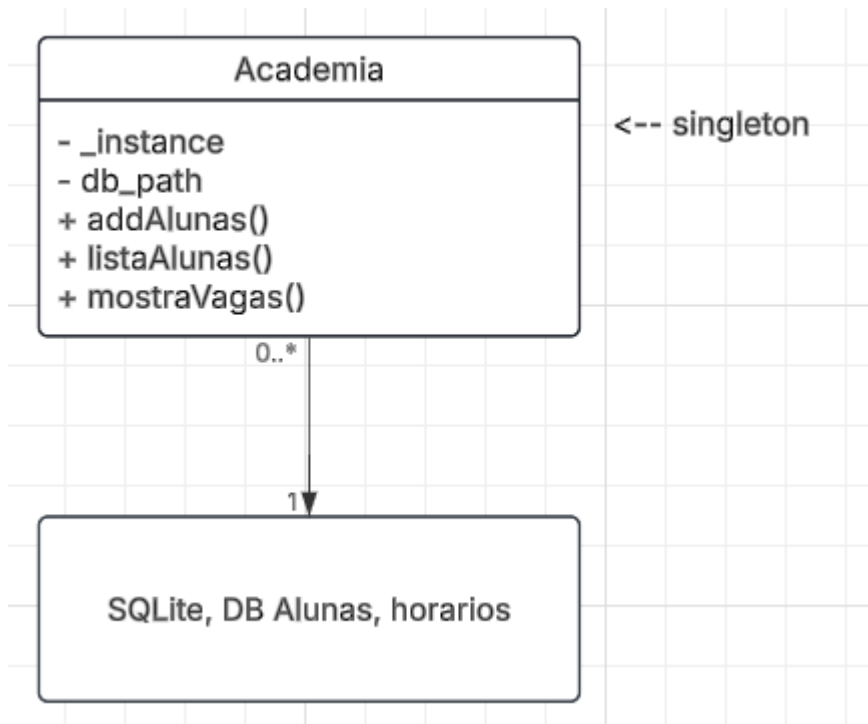 Academia
<-- singleton
- _instance
- db_path
+ addAlunas()
+ listaAlunas()
+ mostraVagas()
0..*
1
SQLite, DB Alunas, horarios